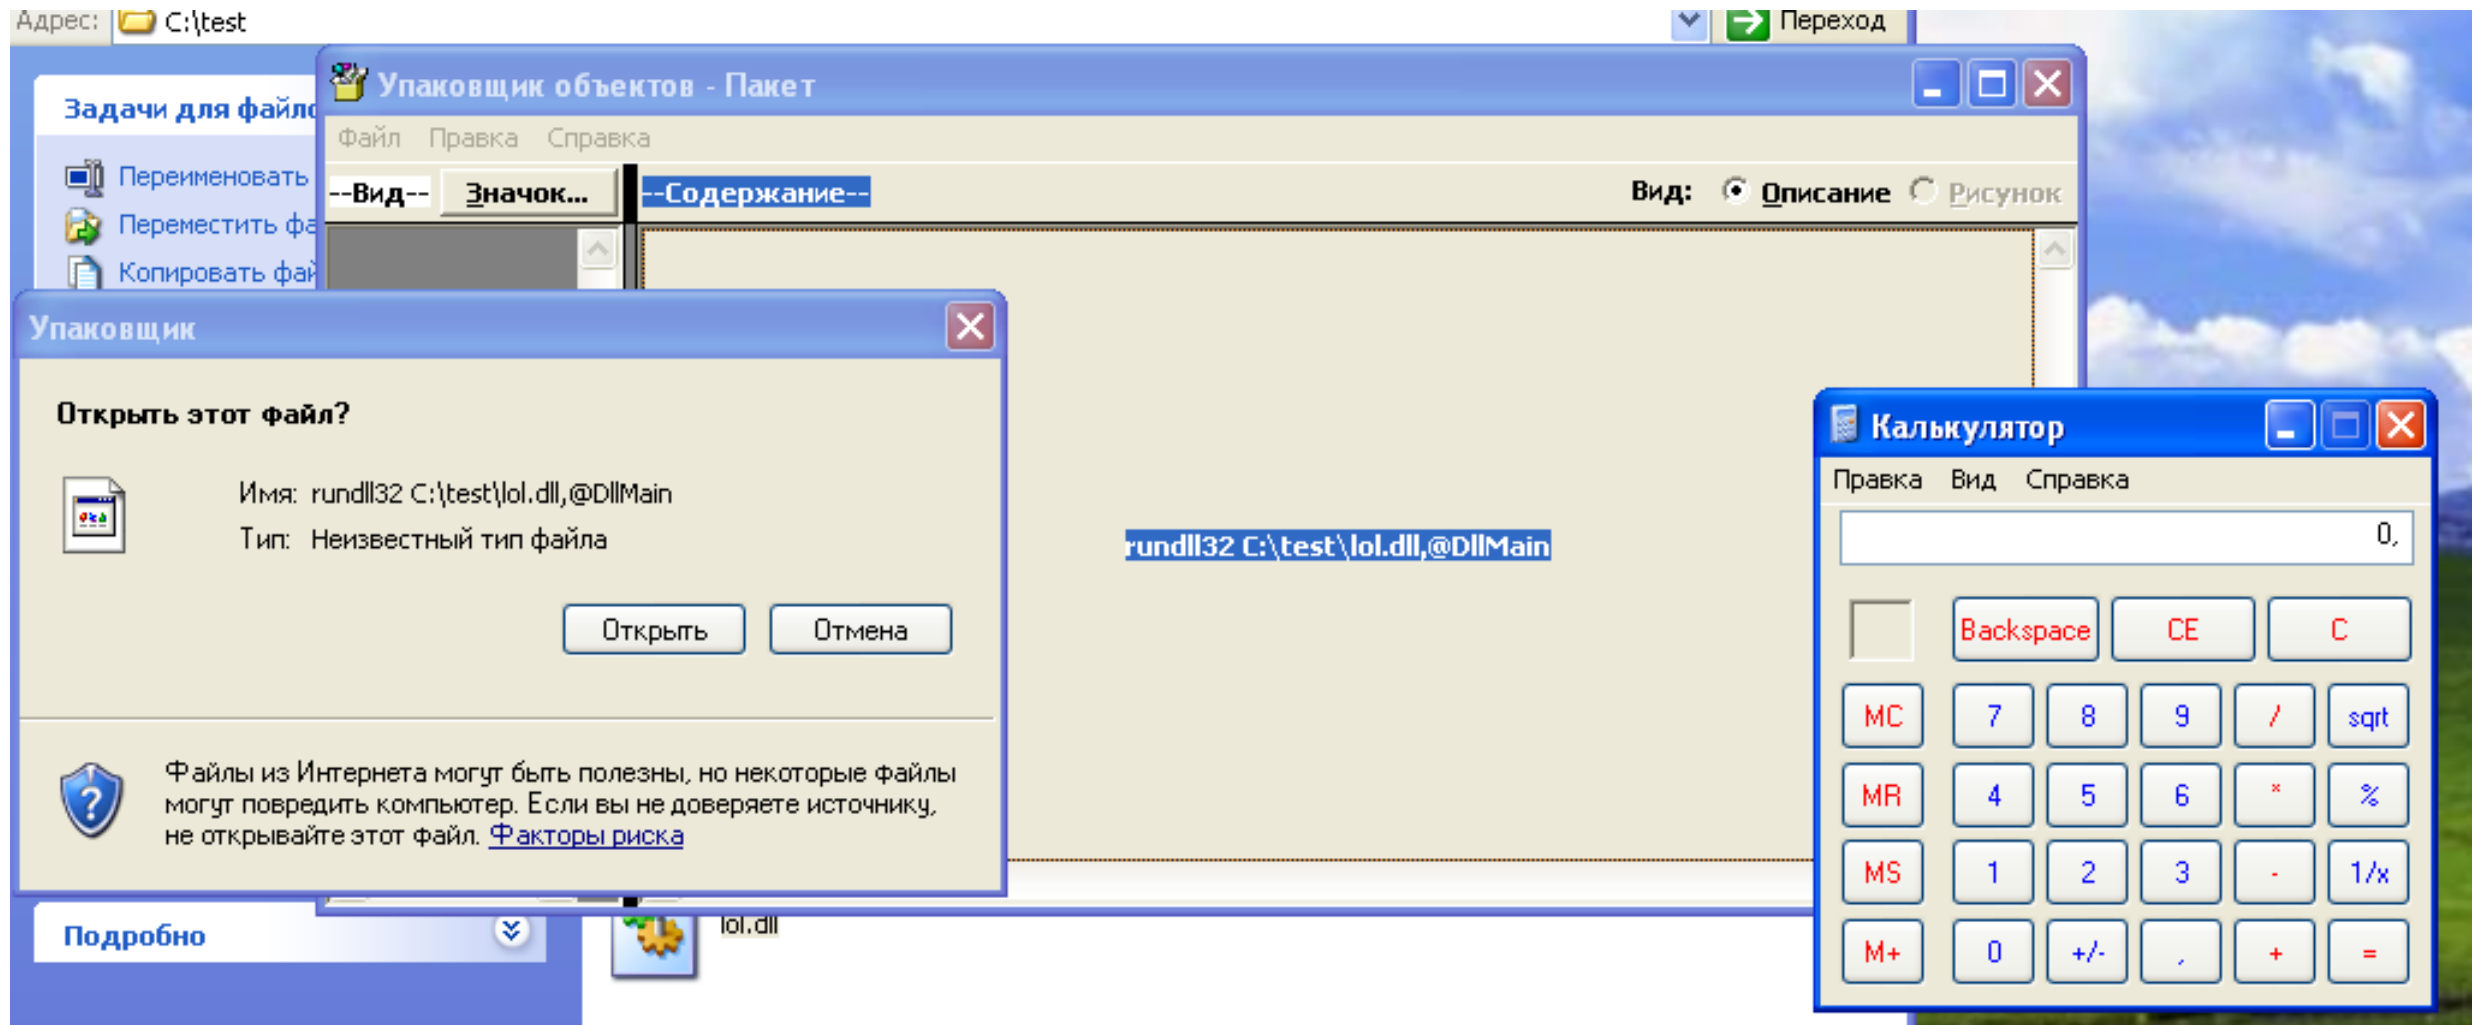 Адрес: C:\test
Переход
Упаковщик объектов - Пакет
Задачи для
Файл Правка Справка
Переименовать
--Вид-- Значок... --Содержание-- Вид: Описание Рисунок
Переместить
Копировать
Упаковщик
Открыть этот файл?
Имя: rundll32 C:\test\lol.dll,@DllMain
Тип: Неизвестный тип файла
Открыть Отмена
Файлы из Интернета могут быть полезны, но некоторые файлы
могут повредить компьютер. Если вы не доверяете источнику,
не открывайте этот файл. Факторы риска
rundll32 C:\test\lol.dll,@DllMain
Калькулятор
Правка Вид Справка
0,
Backspace CE C
MC 7 8 9 / sqrt
MR 4 5 6 * %
MS 1 2 3 - 1/x
M+ 0 +/- , + =
Подробно
lol.dll